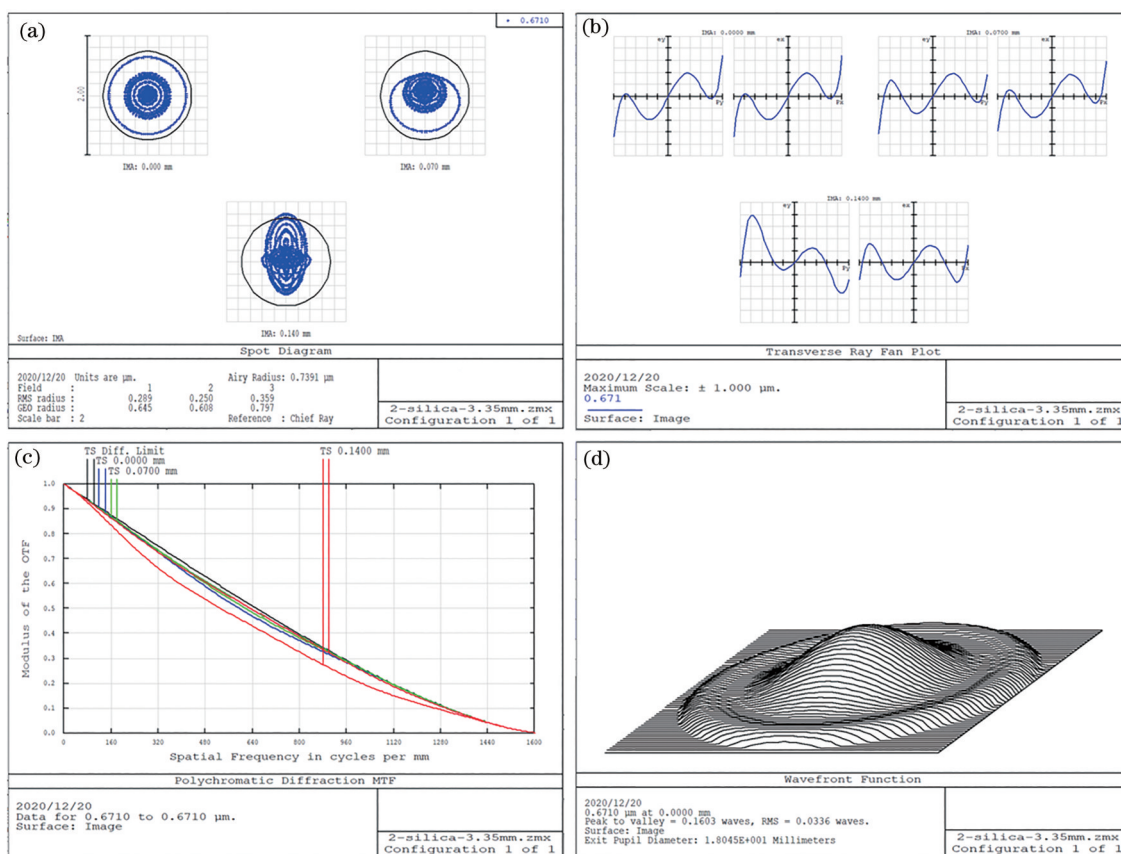 (a)
0.6710
2.00
IMA: 0.000 mm
IMA: 0.070 mm
IMA: 0.140 mm
Surface: IMA
Spot Diagram
2020/12/20 Units are μm. Airy Radius: 0.7391 μm
Field : 1 2 3
RMS radius : 0.289 0.250 0.359
GEO radius : 0.645 0.608 0.797
Scale bar : 2 Reference : Chief Ray
2-silica-3.35mm.zmx
Configuration 1 of 1
(b)
IMA: 0.0000 mm
ey
Py
ex
Px
IMA: 0.0700 mm
ey
Py
ex
Px
IMA: 0.1400 mm
ey
Py
ex
Transverse Ray Fan Plot
2020/12/20
Maximum Scale: ± 1.000 μm.
0.671
Surface: Image
2-silica-3.35mm.zmx
Configuration 1 of 1
(c)
TS Diff. Limit
TS 0.0000 mm
TS 0.0700 mm
TS 0.1400 mm
1.0
0.9
0.8
0.7
0.6
0.5
0.4
0.3
0.2
0.1
0.0
Modulus of the OTF
0 160 320 480 640 800 960 1120 1280 1440 1600
Spatial Frequency in cycles per mm
Polychromatic Diffraction MTF
2020/12/20
Data for 0.6710 to 0.6710 μm.
Surface: Image
2-silica-3.35mm.zmx
Configuration 1 of 1
(d)
Wavefront Function
2020/12/20
0.6710 μm at 0.0000 mm
Peak to valley = 0.1603 waves, RMS = 0.0336 waves.
Surface: Image
Exit Pupil Diameter: 1.8045E+001 Millimeters
2-silica-3.35mm.zmx
Configuration 1 of 1